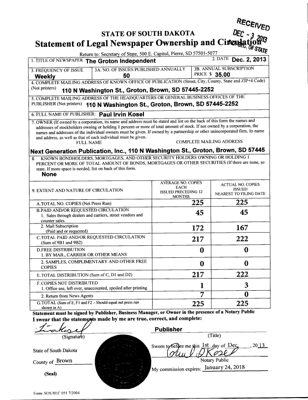 RECEIVED
DEC - 3 2013
STATE OF SOUTH DAKOTA
Statement of Legal Newspaper Ownership and Circulation
Return to: Secretary of State, 500 E. Capitol, Pierre, SD 57501-5077
1. TITLE OF NEWSPAPER The Groton Independent
2. DATE Dec. 2, 2013
3. FREQUENCY OF ISSUE Weekly
3A. NO. OF ISSUES PUBLISHED ANNUALLY 50
3B. ANNUAL SUBSCRIPTION PRICE $ 35.00
4. COMPLETE MAILING ADDRESS OF KNOWN OFFICE OF PUBLICATION (Street, City, County, State and ZIP+4 Code)
(Not printers) 110 N Washington St., Groton, Brown, SD 57445-2252
5. COMPLETE MAILING ADDRESS OF THE HEADQUARTERS OR GENERAL BUSINESS OFFICES OF THE
PUBLISHER (Not printers) 110 N Washington St., Groton, Brown, SD 57445-2252
6. FULL NAME OF PUBLISHER: Paul Irvin Kosel
7. OWNER (If owned by a corporation, its name and address must be stated and list on the back of this form the names and
addresses of stockholders owning or holding 1 percent or more of total amount of stock. If not owned by a corporation, the
names and addresses of the individual owners must be given. If owned by a partnership or other unincorporated firm, its name
and address, as well as that of each individual must be given.
FULL NAME COMPLETE MAILING ADDRESS
Next Generation Publication, Inc., 110 N Washington St., Groton, Brown, SD 57445
8. KNOWN BONDHOLDERS, MORTGAGES, AND OTHER SECURITY HOLDERS OWNING OR HOLDING 1
PERCENT OR MORE TO TOTAL AMOUNT OF BONDS, MORTGAGES OR OTHER SECURITIES (If there are none, so
state. If more space is needed, list on back of this form.
None
9. EXTENT AND NATURE OF CIRCULATION
AVERAGE NO. COPIES EACH ISSUED PRECEDING 12 MONTHS
ACTUAL NO. COPIES ISSUED NEAREST TO FILING DATE
A. TOTAL NO. COPIES (Net Press Run) 225 225
B. PAID AND/OR REQUESTED CIRCULATION
1. Sales through dealers and carriers, street vendors and counter sales. 45 45
2. Mail Subscription (Paid and or requested) 172 167
C. TOTAL PAID AND/OR REQUESTED CIRCULATION (Sum of 9B1 and 9B2) 217 222
D. FREE DISTRIBUTION
1. BY MAIL, CARRIER OR OTHER MEANS 0 0
2. SAMPLES, COMPLIMENTARY AND OTHER FREE COPIES 0 0
E. TOTAL DISTRIBUTION (Sum of C, D1 and D2) 217 222
F. COPIES NOT DISTRIBUTED
1. Office use, left over, unaccounted, spoiled after printing 1 3
2. Return from News Agents 7 0
G. TOTAL (Sum of E, F1 and F2 – Should equal net press run shown in A) 225 225
Statement must be signed by Publisher, Business Manager, or Owner in the presence of a Notary Public
I swear that the statements made by me are true, correct, and complete:
Publisher
(Signature) (Title)
State of South Dakota
Sworn to before me this 1st day of Dec. 2013
County of Brown
Notary Public
(Seal)
My commission expires: January 24, 2018